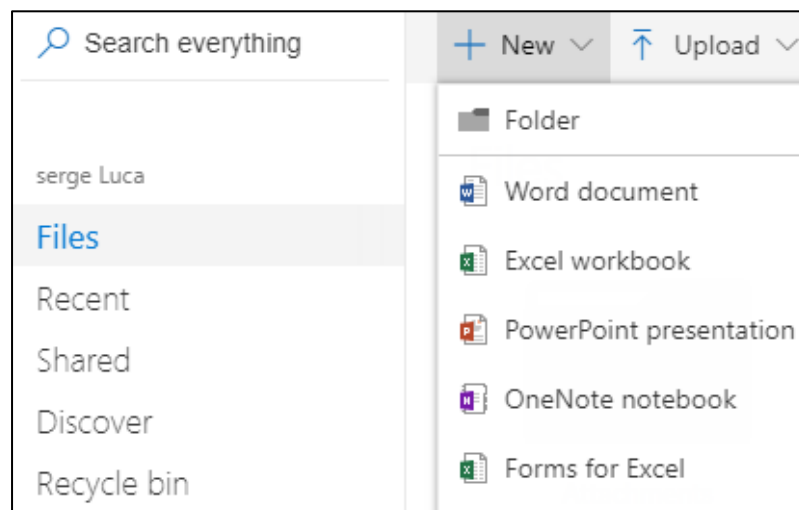 Search everything
serge Luca
Files
Recent
Shared
Discover
Recycle bin
New
Upload
Folder
Word document
Excel workbook
PowerPoint presentation
OneNote notebook
Forms for Excel